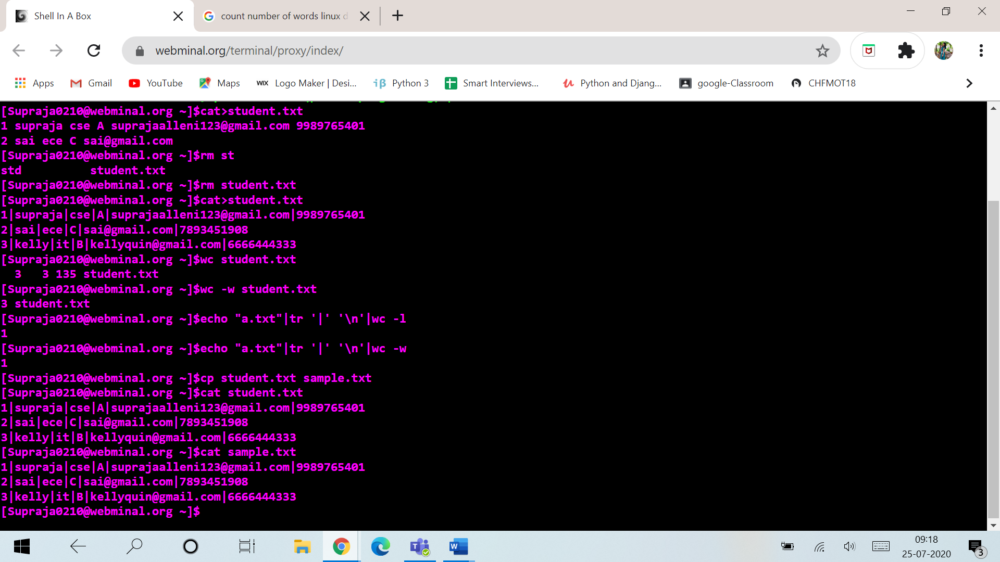 Shell In A Box
count number of words linux d
webminal.org/terminal/proxy/index/
Apps Gmail YouTube Maps WIX Logo Maker | Desi... iβ Python 3 Smart Interviews... Python and Djang... google-Classroom CHFMOT18
[Supraja0210@webminal.org ~]$cat>student.txt
1 supraja cse A suprajaalleni123@gmail.com 9989765401
2 sai ece C sai@gmail.com
[Supraja0210@webminal.org ~]$rm st
std          student.txt
[Supraja0210@webminal.org ~]$rm student.txt
[Supraja0210@webminal.org ~]$cat>student.txt
1|supraja|cse|A|suprajaalleni123@gmail.com|9989765401
2|sai|ece|C|sai@gmail.com|7893451908
3|kelly|it|B|kellyquin@gmail.com|6666444333
[Supraja0210@webminal.org ~]$wc student.txt
  3   3 135 student.txt
[Supraja0210@webminal.org ~]$wc -w student.txt
3 student.txt
[Supraja0210@webminal.org ~]$echo "a.txt"|tr '|' '\n'|wc -l
1
[Supraja0210@webminal.org ~]$echo "a.txt"|tr '|' '\n'|wc -w
1
[Supraja0210@webminal.org ~]$cp student.txt sample.txt
[Supraja0210@webminal.org ~]$cat student.txt
1|supraja|cse|A|suprajaalleni123@gmail.com|9989765401
2|sai|ece|C|sai@gmail.com|7893451908
3|kelly|it|B|kellyquin@gmail.com|6666444333
[Supraja0210@webminal.org ~]$cat sample.txt
1|supraja|cse|A|suprajaalleni123@gmail.com|9989765401
2|sai|ece|C|sai@gmail.com|7893451908
3|kelly|it|B|kellyquin@gmail.com|6666444333
[Supraja0210@webminal.org ~]$
09:18
25-07-2020
3